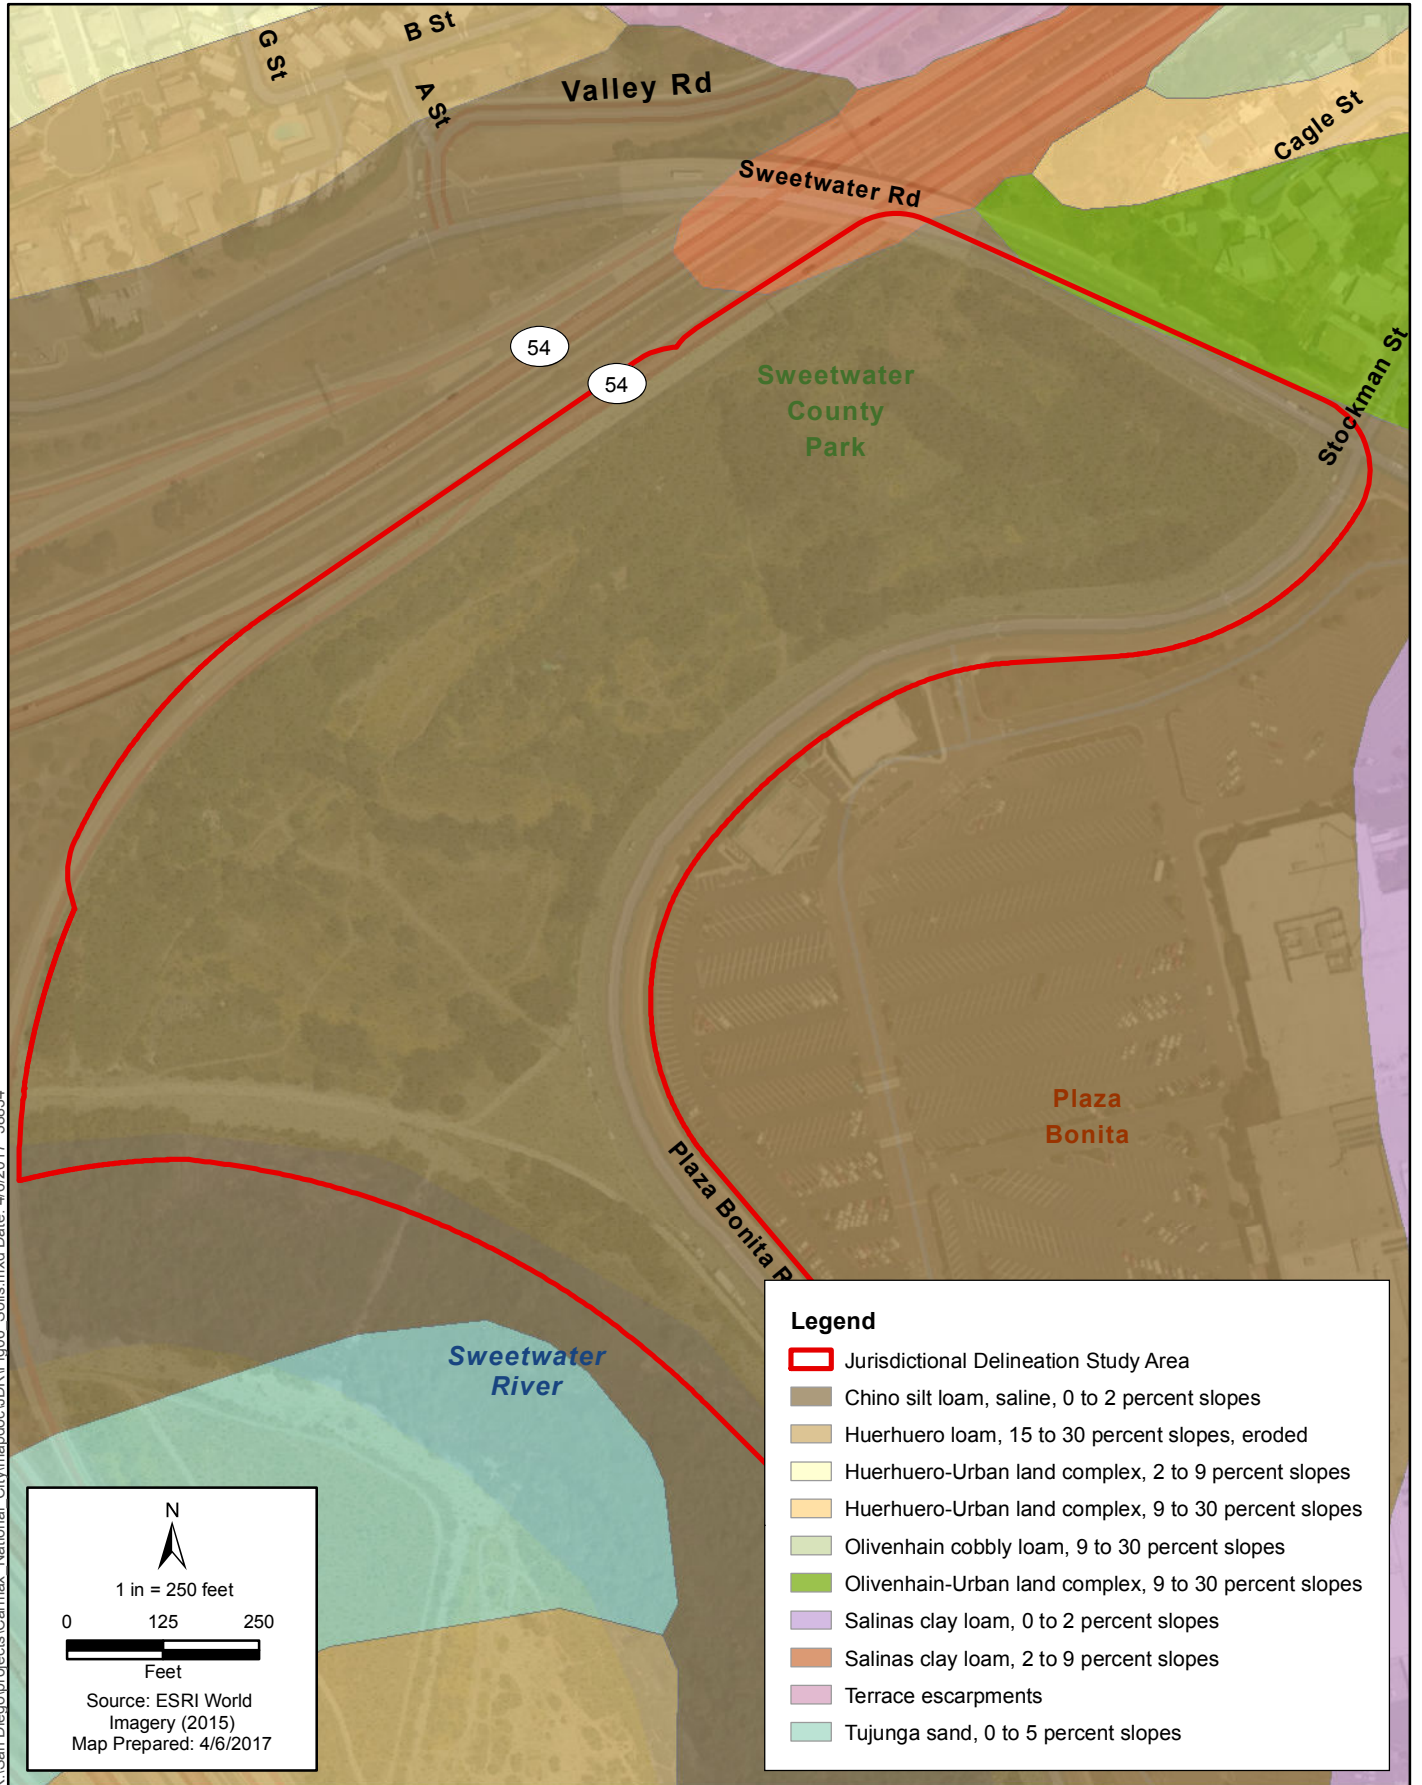 B St
G St
A St
Valley Rd
Cagle St
Sweetwater Rd
54
54
Sweetwater
County
Park
Stockman St
Plaza
Bonita
Plaza Bonita R
Sweetwater
River
Legend
Jurisdictional Delineation Study Area
Chino silt loam, saline, 0 to 2 percent slopes
Huerhuero loam, 15 to 30 percent slopes, eroded
Huerhuero-Urban land complex, 2 to 9 percent slopes
Huerhuero-Urban land complex, 9 to 30 percent slopes
Olivenhain cobbly loam, 9 to 30 percent slopes
Olivenhain-Urban land complex, 9 to 30 percent slopes
Salinas clay loam, 0 to 2 percent slopes
Salinas clay loam, 2 to 9 percent slopes
Terrace escarpments
Tujunga sand, 0 to 5 percent slopes
N
1 in = 250 feet
0 125 250
Feet
Source: ESRI World
Imagery (2015)
Map Prepared: 4/6/2017